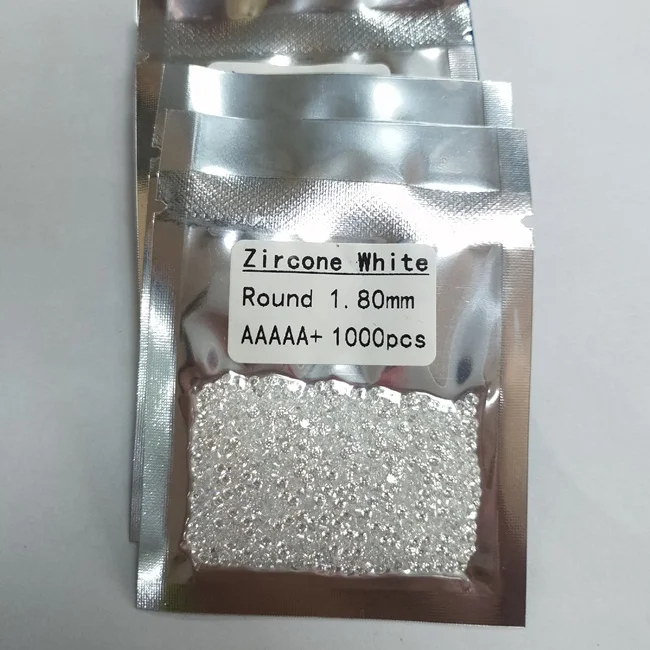 Zircone White
Round 1.80mm
AAAAA+ 1000pcs